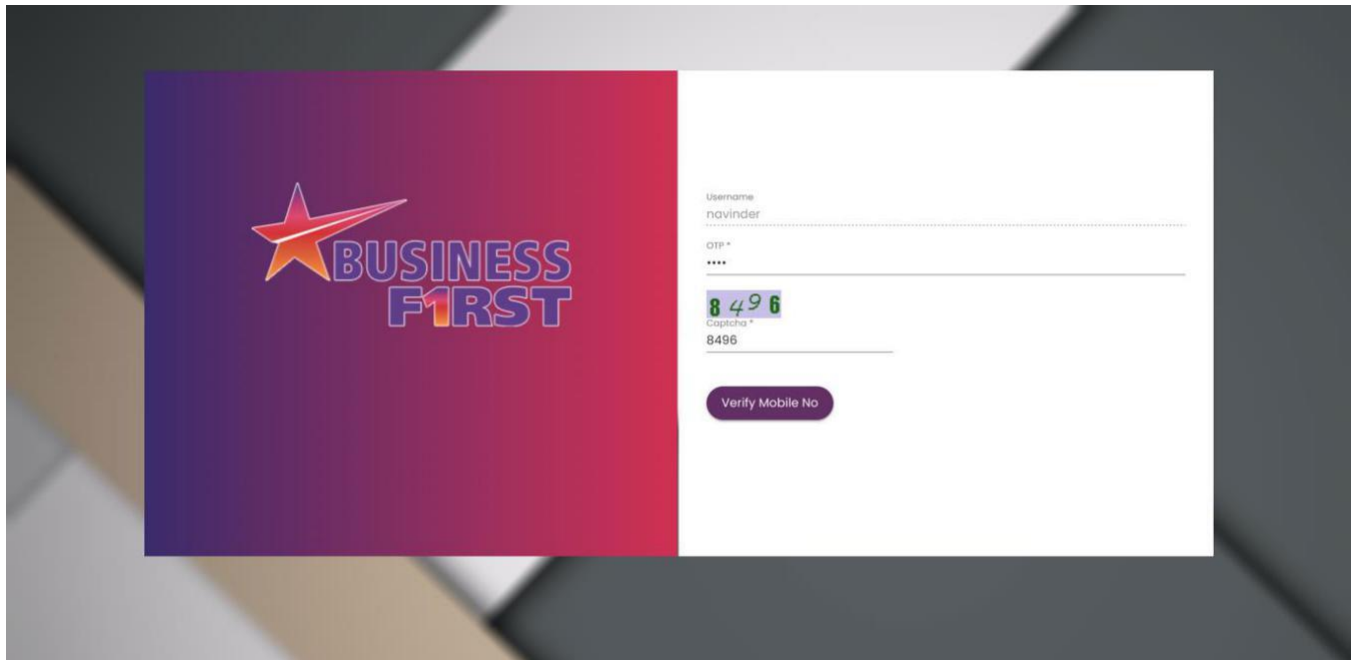 BUSINESS
F1RST
Username
navinder
OTP *
••••
8496
Captcha *
8496
Verify Mobile No